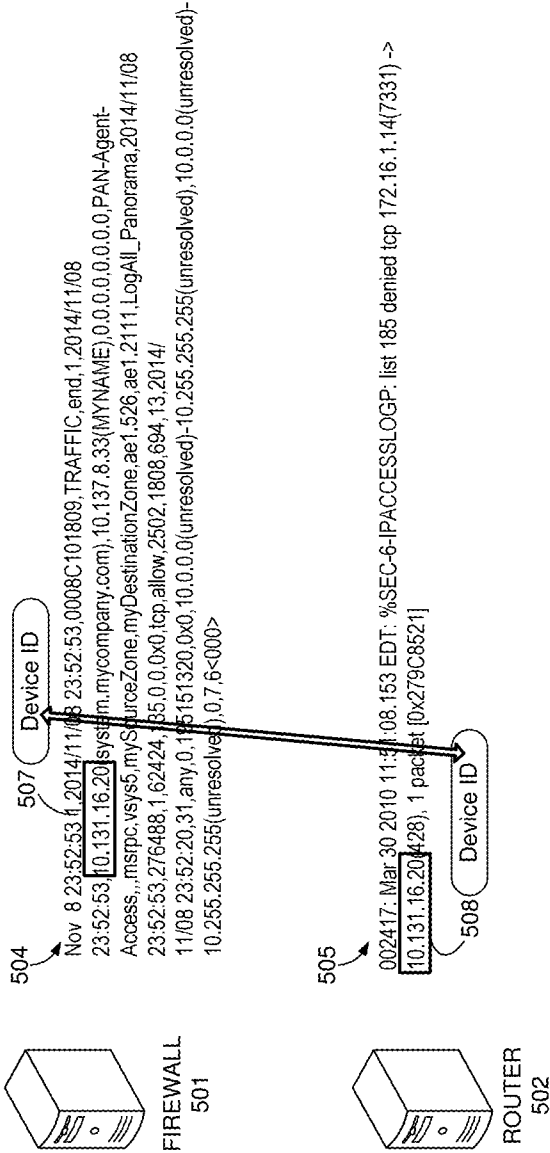 504
507
Device ID
Nov 8 23:52:53 1,2014/11/08 23:52:53,0008C101809,TRAFFIC,end,1,2014/11/08
23:52:53,10.131.16.20(system.mycompany.com),10.137.8.33(MYNAME),0.0.0.0,0.0.0.0,PAN-Agent-
Access,,,msrpc,vsys5,mySourceZone,myDestinationZone,ae1.526,ae1.2111,LogAll_Panorama,2014/11/08
23:52:53,276488,1,62424,135,0,0,0x0,tcp,allow,2502,1808,694,13,2014/
11/08 23:52:20,31,any,0,195151320,0x0,10.0.0.0(unresolved)-10.255.255.255(unresolved),10.0.0.0(unresolved)-
10.255.255.255(unresolved),0,7,6<000>
FIREWALL
501
505
002417: Mar 30 2010 11: :08.153 EDT: %SEC-6-IPACCESSLOGP: list 185 denied tcp 172.16.1.14(7331) ->
10.131.16.20(428), 1 packet [0x279C8521]
508
Device ID
ROUTER
502